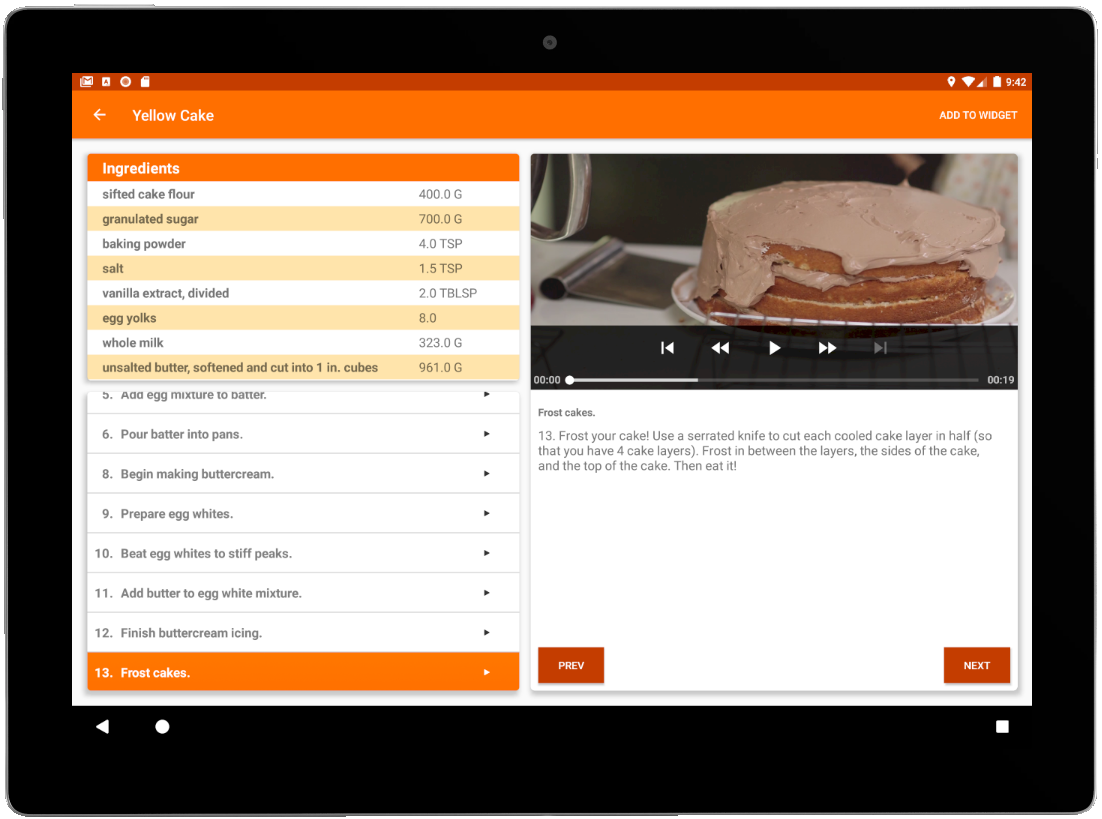 9:42
Yellow Cake
ADD TO WIDGET
Ingredients
sifted cake flour 400.0 G
granulated sugar 700.0 G
baking powder 4.0 TSP
salt 1.5 TSP
vanilla extract, divided 2.0 TBLSP
egg yolks 8.0
whole milk 323.0 G
unsalted butter, softened and cut into 1 in. cubes 961.0 G
5. Add egg mixture to batter.
6. Pour batter into pans.
8. Begin making buttercream.
9. Prepare egg whites.
10. Beat egg whites to stiff peaks.
11. Add butter to egg white mixture.
12. Finish buttercream icing.
13. Frost cakes.
00:00 00:19
Frost cakes.
13. Frost your cake! Use a serrated knife to cut each cooled cake layer in half (so
that you have 4 cake layers). Frost in between the layers, the sides of the cake,
and the top of the cake. Then eat it!
PREV
NEXT